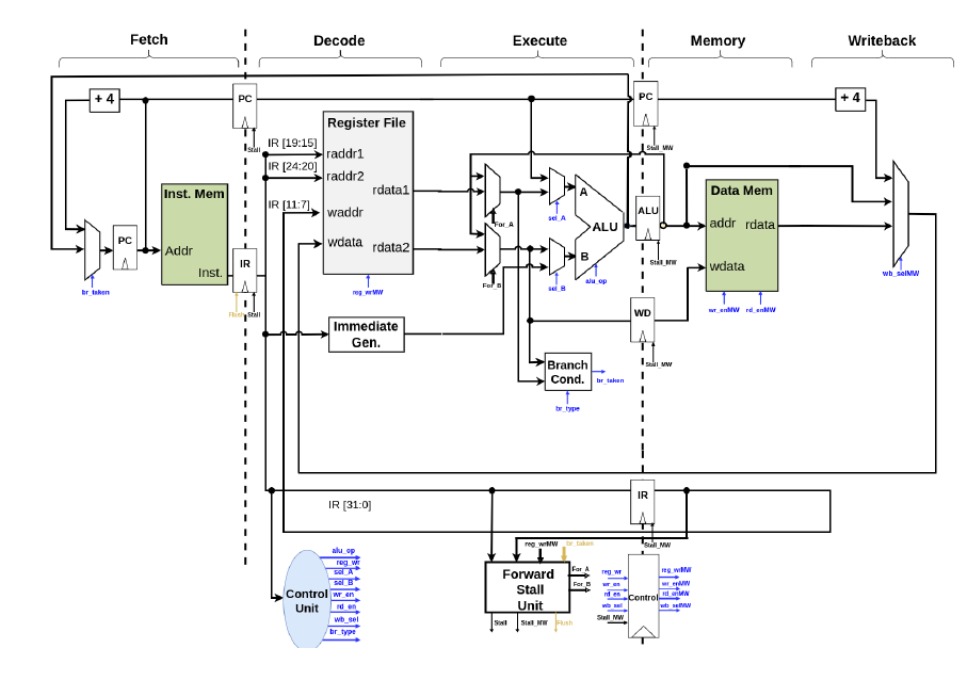 Fetch
Decode
Execute
Memory
Writeback
+ 4
PC
Stall
Register File
IR [19:15]
raddr1
IR [24:20]
raddr2
rdata1
IR [11:7]
waddr
wdata
rdata2
reg_wrMW
Inst. Mem
Addr
Inst.
PC
br_taken
IR
Flush
Stall
Immediate
Gen.
For_A
For_B
sel_A
sel_B
A
B
ALU
alu_op
Branch
Cond.
br_taken
br_type
PC
Stall_MW
ALU
Stall_MW
WD
Stall_MW
Data Mem
addr
rdata
wdata
wr_enMW
rd_enMW
+ 4
wb_selMW
IR [31:0]
IR
Stall_MW
Control
Unit
alu_op
reg_wr
sel_A
sel_B
wr_en
rd_en
wb_sel
br_type
reg_wrMW
br_taken
Forward
Stall
Unit
For_A
For_B
Stall
Stall_MW
Flush
reg_wr
wr_en
rd_en
wb_sel
Stall_MW
Control
reg_wrMW
wr_enMW
rd_enMW
wb_selMW